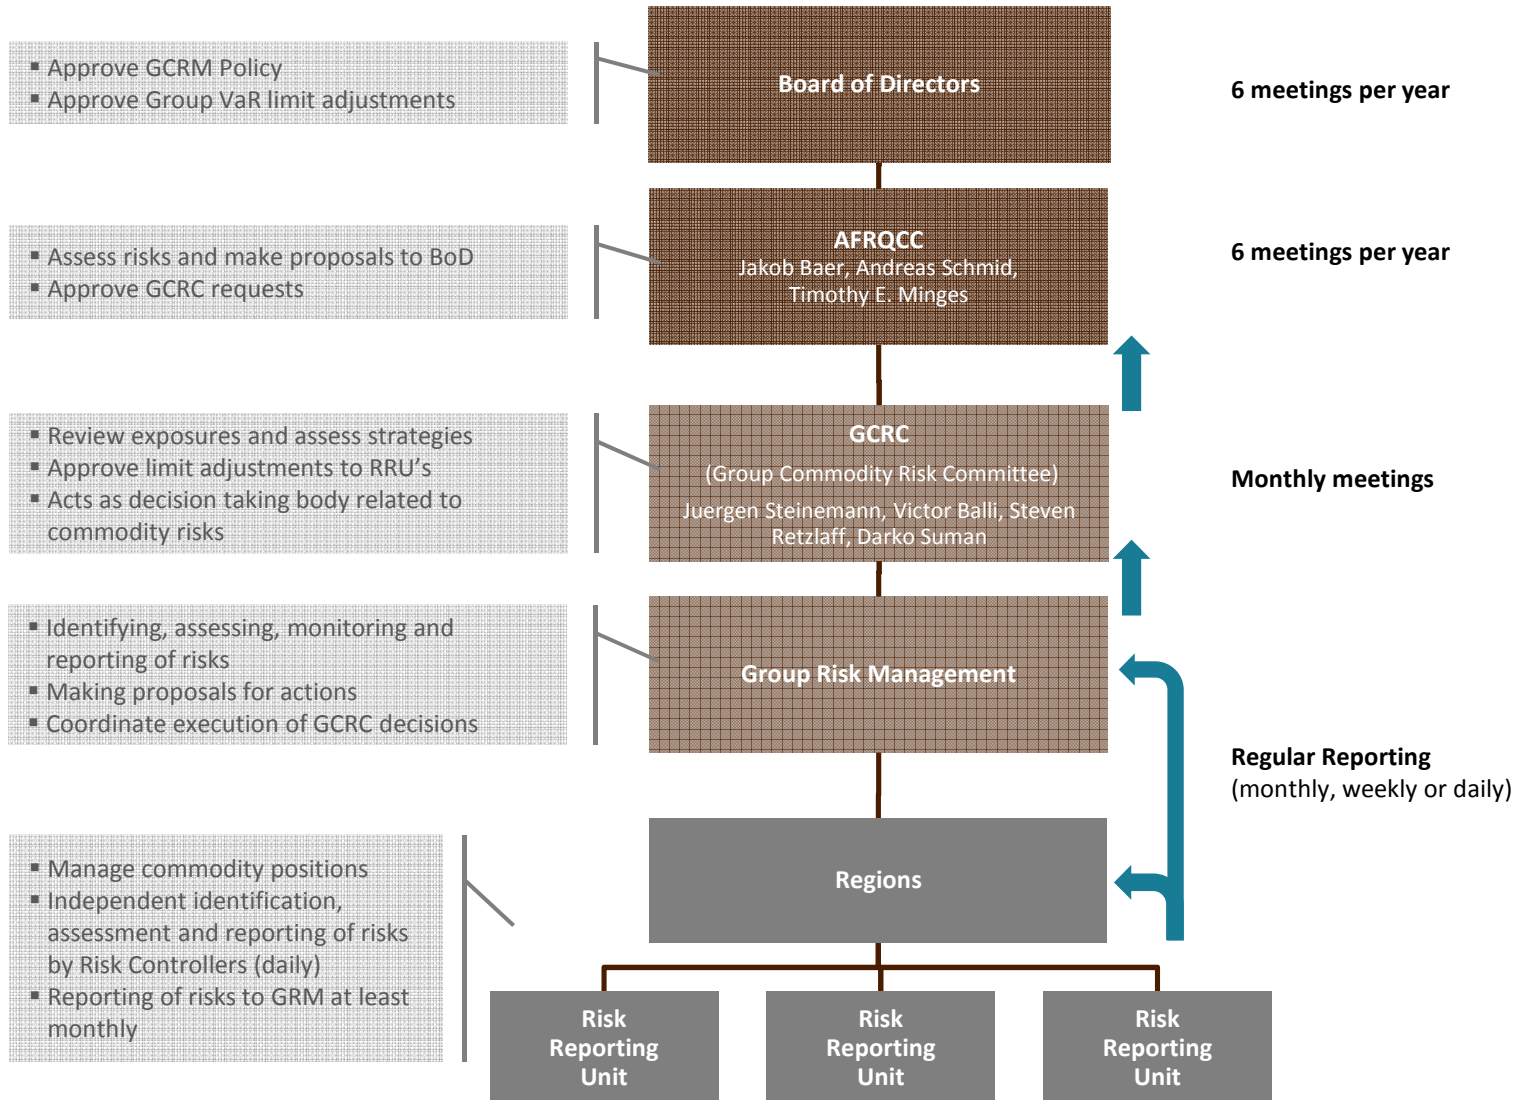 ▪ Approve GCRM Policy
▪ Approve Group VaR limit adjustments
Board of Directors
6 meetings per year
▪ Assess risks and make proposals to BoD
▪ Approve GCRC requests
AFRQCC
Jakob Baer, Andreas Schmid,
Timothy E. Minges
6 meetings per year
▪ Review exposures and assess strategies
▪ Approve limit adjustments to RRU’s
▪ Acts as decision taking body related to
commodity risks
GCRC
(Group Commodity Risk Committee)
Juergen Steinemann, Victor Balli, Steven
Retzlaff, Darko Suman
Monthly meetings
▪ Identifying, assessing, monitoring and
reporting of risks
▪ Making proposals for actions
▪ Coordinate execution of GCRC decisions
Group Risk Management
Regular Reporting
(monthly, weekly or daily)
▪ Manage commodity positions
▪ Independent identification,
assessment and reporting of risks
by Risk Controllers (daily)
▪ Reporting of risks to GRM at least
monthly
Regions
Risk
Reporting
Unit
Risk
Reporting
Unit
Risk
Reporting
Unit